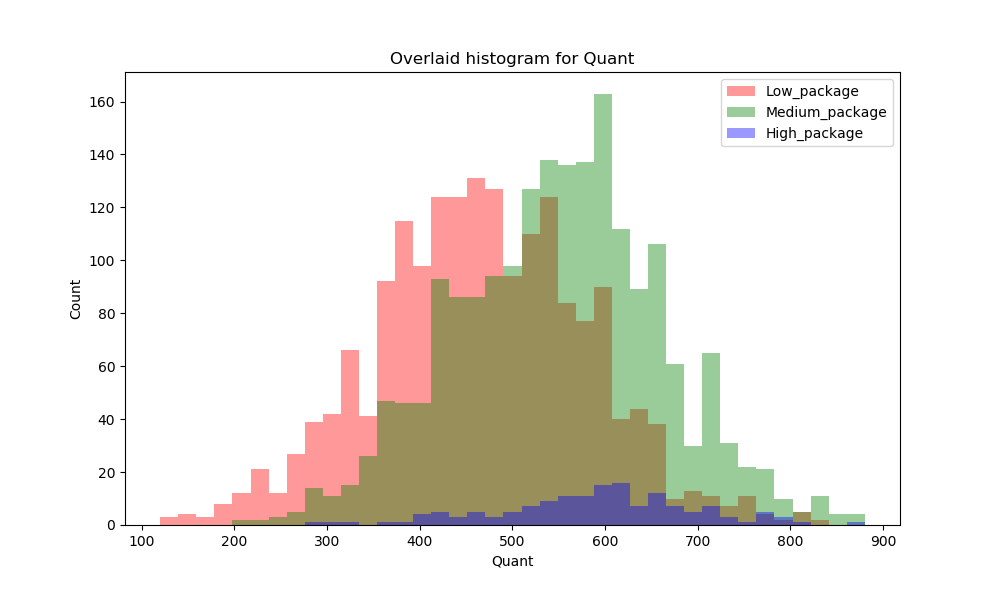 Overlaid histogram for Quant
Low_package
Medium_package
High_package
160
140
120
100
80
60
40
20
0
Count
100 200 300 400 500 600 700 800 900
Quant